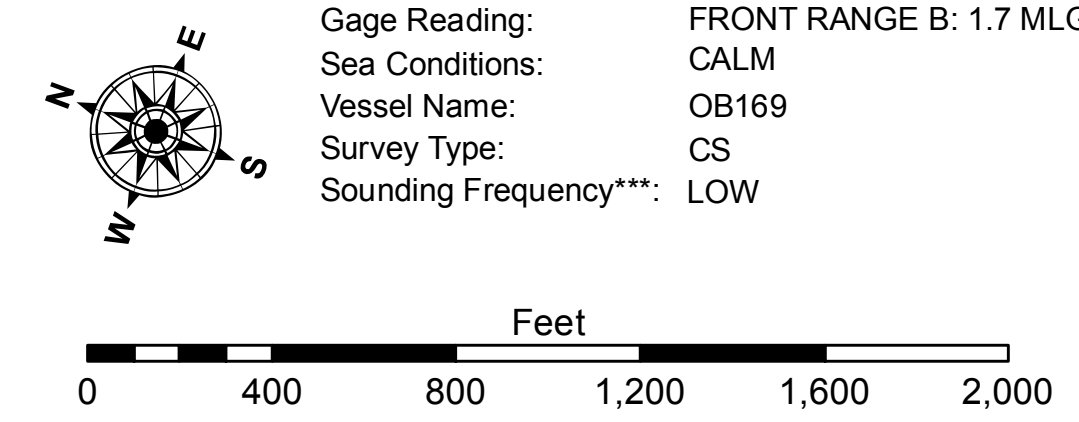 N E S W
Gage Reading: FRONT RANGE B: 1.7
Sea Conditions: CALM
Vessel Name: OB169
Survey Type: CS
Sounding Frequency***: LOW
Feet
0 400 800 1,200 1,600 2,000